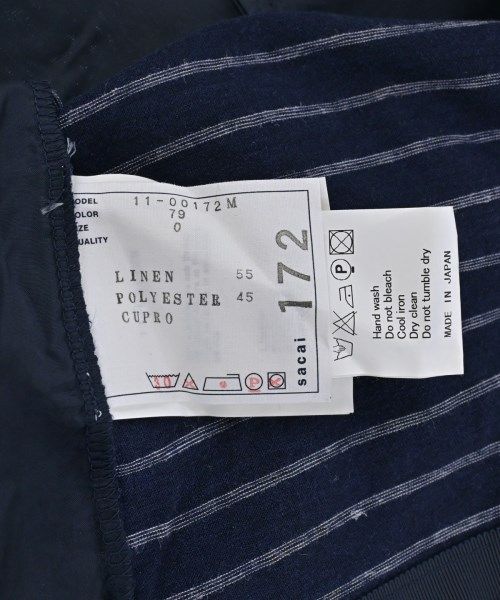 MODEL 11-00172M
COLOR 79
SIZE 0
QUALITY
LINEN 55
POLYESTER 45
CUPRO
30 P
sacai 172
P
Hand wash
Do not bleach
Cool iron
Dry clean
Do not tumble dry
MADE IN JAPAN